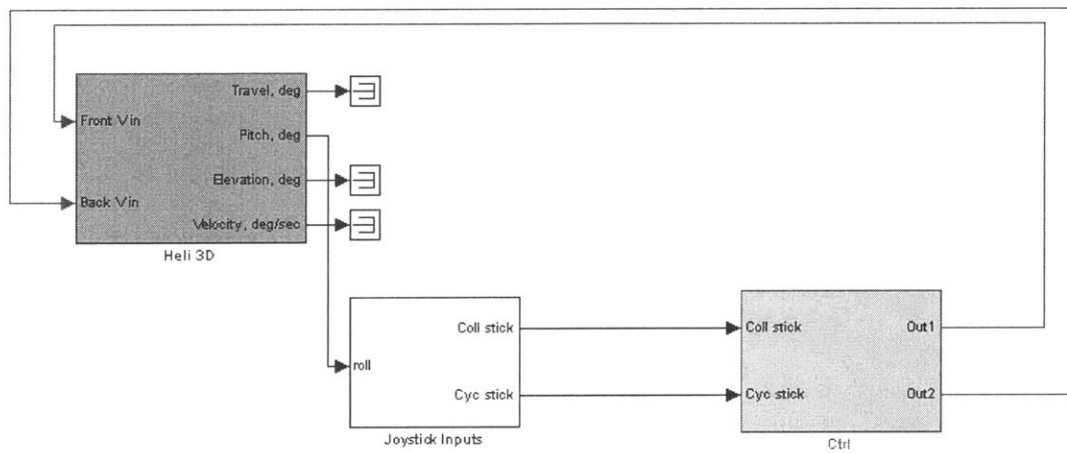 Travel, deg
Front Vin
Pitch, deg
Elevation, deg
Back Vin
Velocity, deg/sec
Heli 3D
Coll stick
roll
Cyc stick
Joystick Inputs
Coll stick
Out1
Cyc stick
Out2
Ctrl